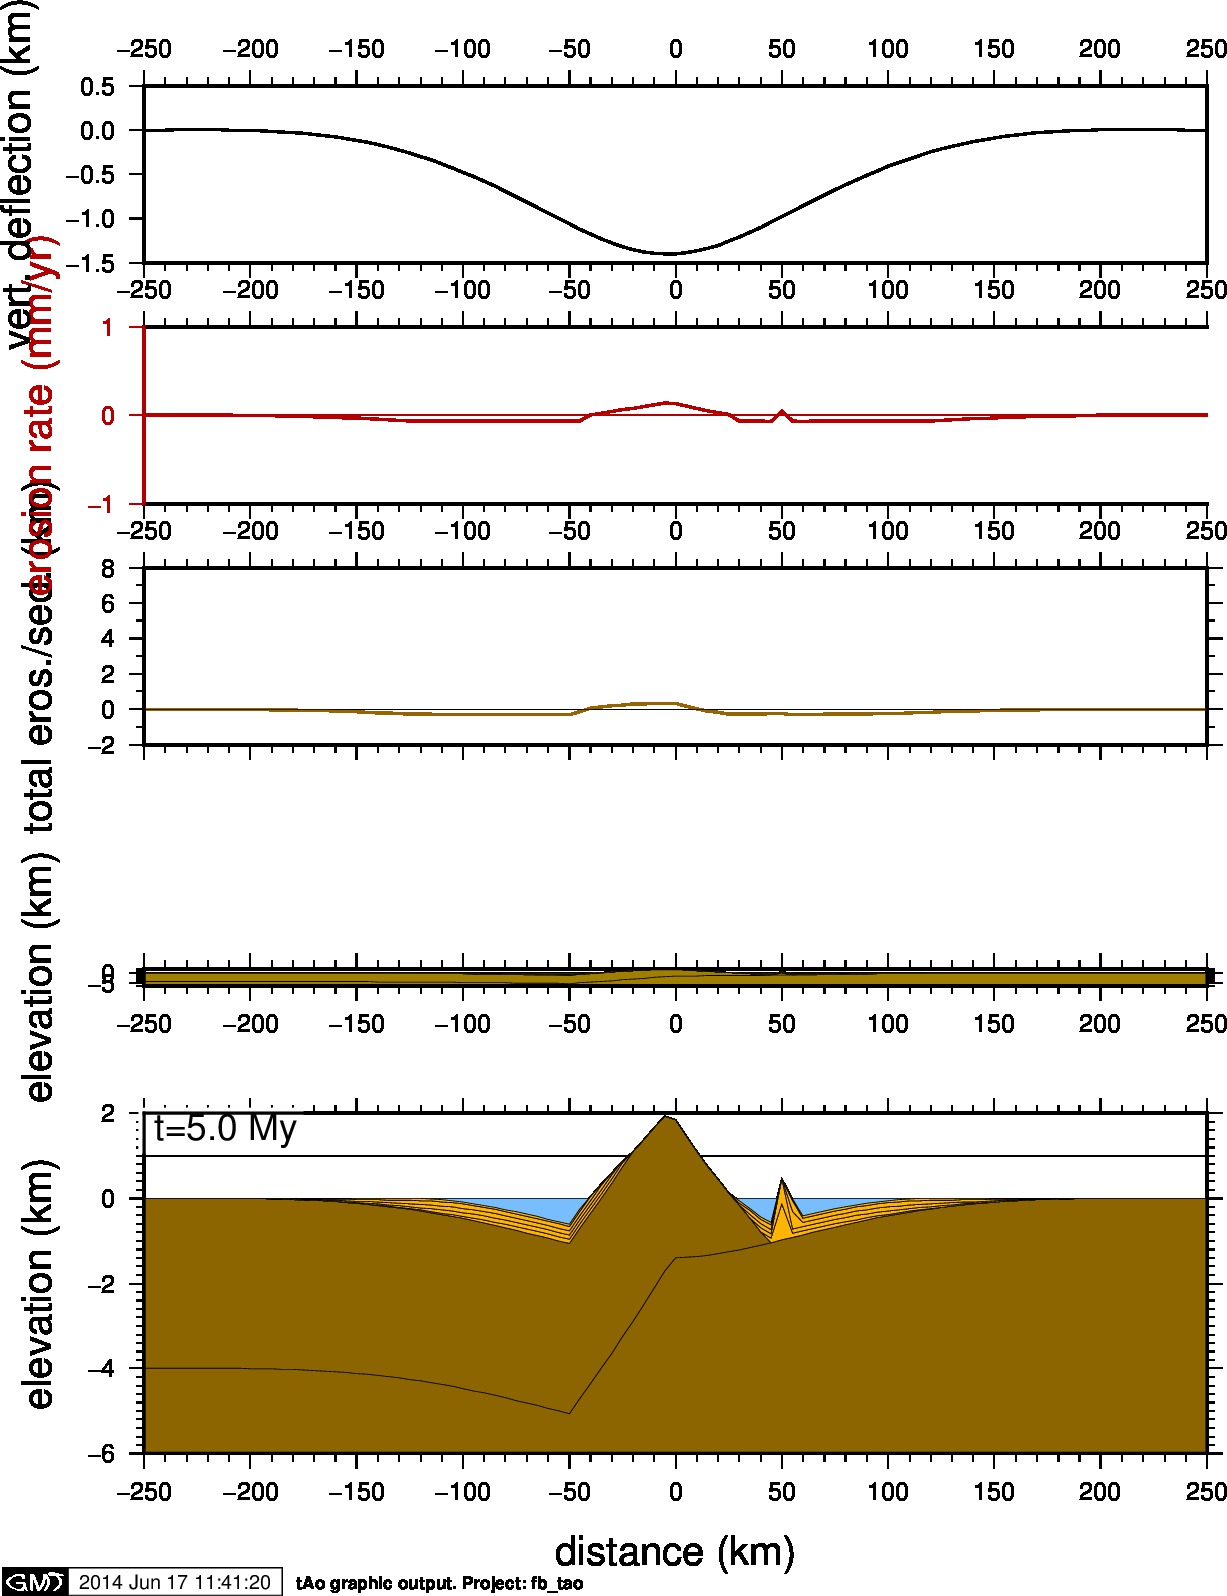 −250 −200 −150 −100 −50 0 50 100 150 200 250
0.5
0.0
−0.5
−1.0
−1.5
vert. deflection (km)
−250 −200 −150 −100 −50 0 50 100 150 200 250
1
0
−1
erosion rate (mm/yr)
−250 −200 −150 −100 −50 0 50 100 150 200 250
8
6
4
2
0
−2
total eros./sed. (km)
0
−5
elevation (km)
−250 −200 −150 −100 −50 0 50 100 150 200 250
t=5.0 My
2
0
−2
−4
−6
elevation (km)
−250 −200 −150 −100 −50 0 50 100 150 200 250
distance (km)
GMT 2014 Jun 17 11:41:20 tAo graphic output. Project: fb_tao